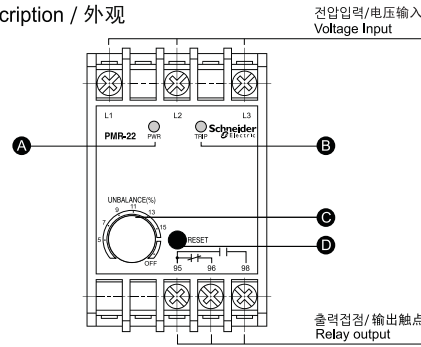 cription / 外观
전압입력/电压输入
Voltage Input
L1 L2 L3
PMR-22 PWR TRIP Schneider Electric
A B
UNBALANCE(%)
5 7 9 11 13 15 OFF
C
RESET D
95 96 98
출력접점/输出触点
Relay output